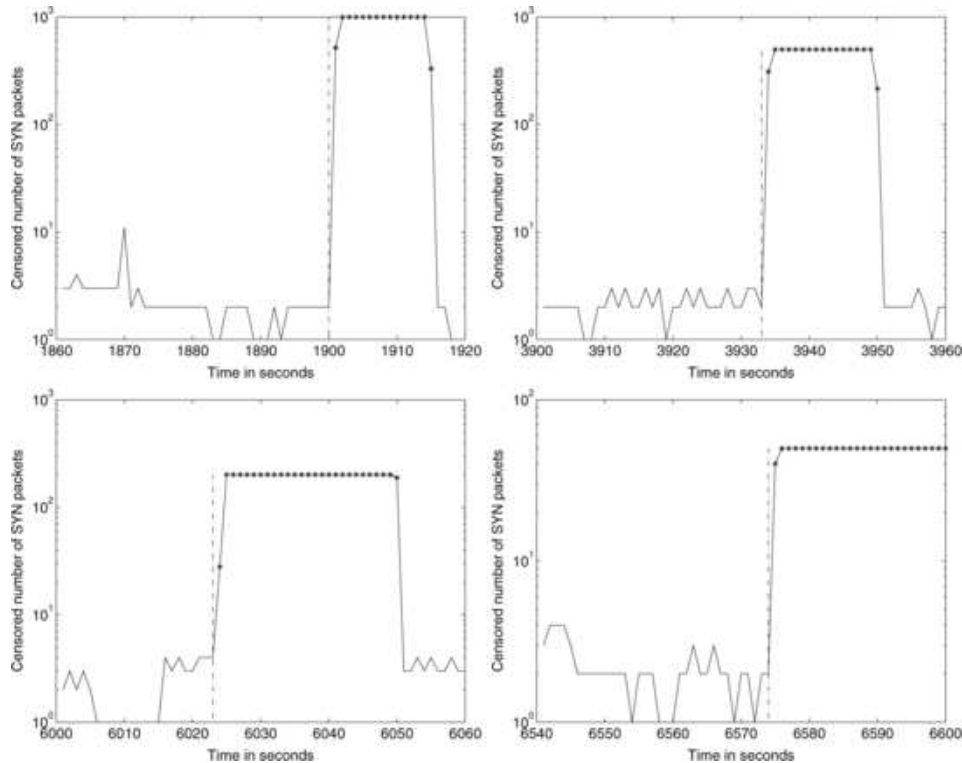 10³
10²
10¹
10⁰
Censored number of SYN packets
1860 1870 1880 1890 1900 1910 1920
Time in seconds
10³
10²
10¹
10⁰
Censored number of SYN packets
3900 3910 3920 3930 3940 3950 3960
Time in seconds
10³
10²
10¹
10⁰
Censored number of SYN packets
6000 6010 6020 6030 6040 6050 6060
Time in seconds
10²
10¹
10⁰
Censored number of SYN packets
6540 6550 6560 6570 6580 6590 6600
Time in seconds